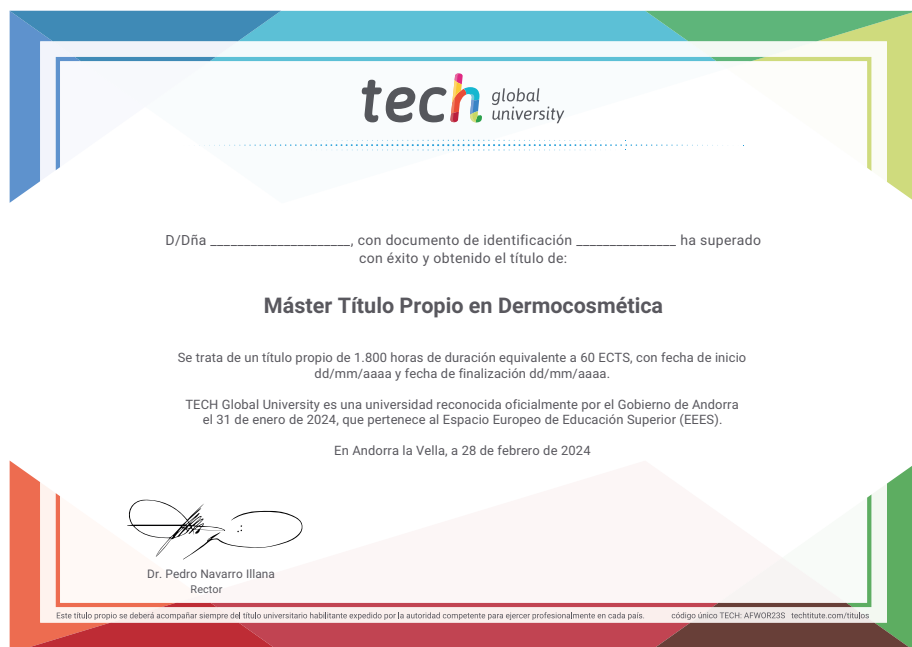 tech global
university
D/Dña _____________________, con documento de identificación _______________ ha superado
con éxito y obtenido el título de:
Máster Título Propio en Dermocosmética
Se trata de un título propio de 1.800 horas de duración equivalente a 60 ECTS, con fecha de inicio
dd/mm/aaaa y fecha de finalización dd/mm/aaaa.
TECH Global University es una universidad reconocida oficialmente por el Gobierno de Andorra
el 31 de enero de 2024, que pertenece al Espacio Europeo de Educación Superior (EEES).
En Andorra la Vella, a 28 de febrero de 2024
Dr. Pedro Navarro Illana
Rector
Este título propio se deberá acompañar siempre del título universitario habilitante expedido por la autoridad competente para ejercer profesionalmente en cada país. código único TECH: AFWOR23S techtitute.com/titulos